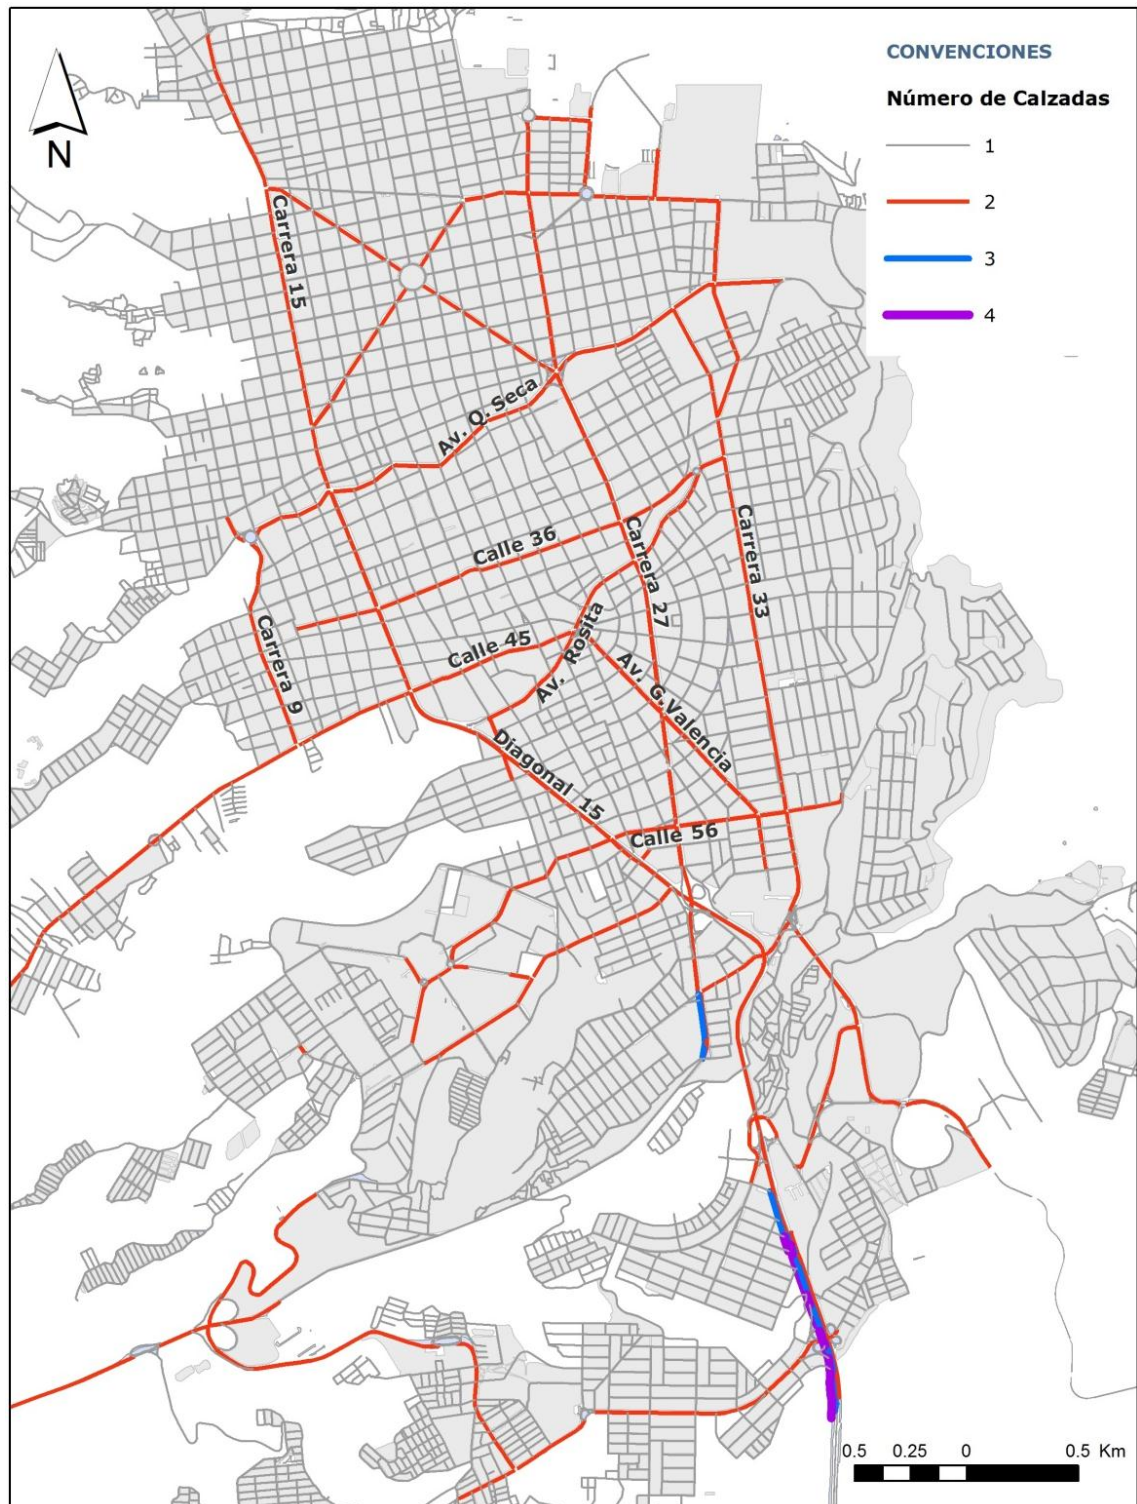 CONVENCIONES
Número de Calzadas
1
2
3
4
N
Carrera 15
Av. Q. Seca
Calle 36
Carrera 27
Carrera 33
Carrera 9
Calle 45
Av. Rosita
Av. G.Valencia
Diagonal 15
Calle 56
0.5 0.25 0 0.5 Km